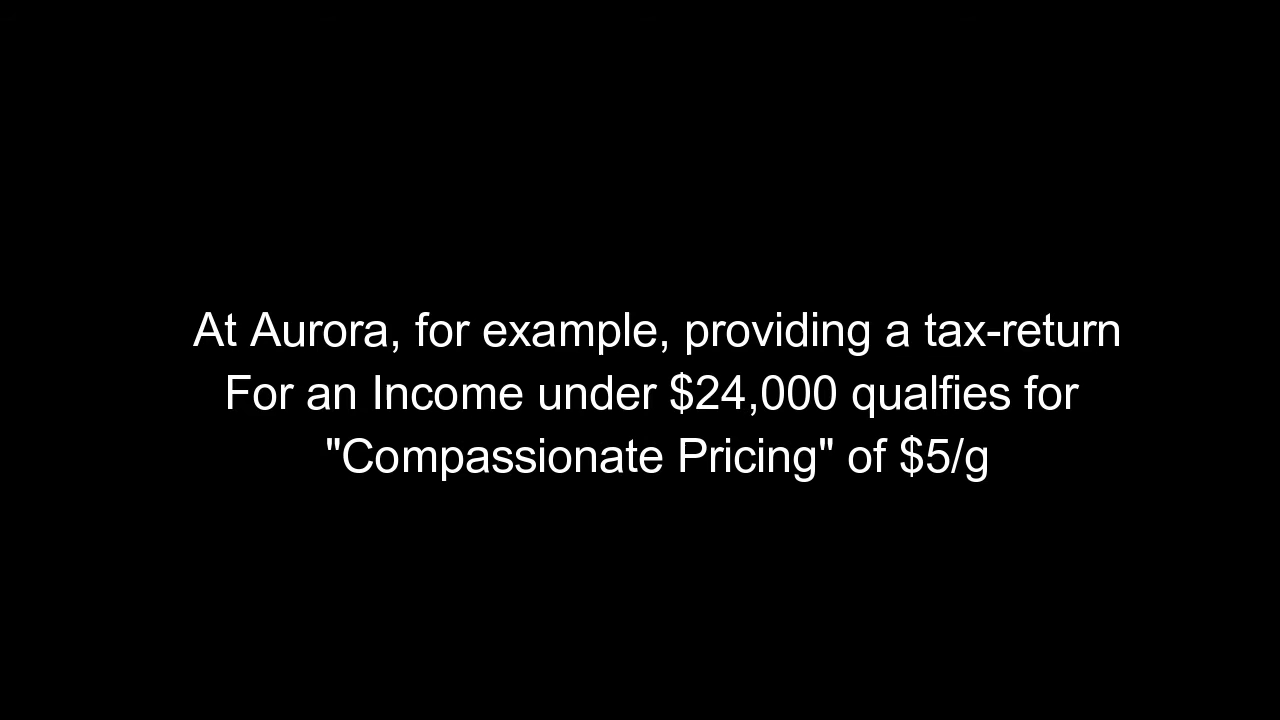 At Aurora, for example, providing a tax-return
For an Income under $24,000 qualfies for
"Compassionate Pricing" of $5/g